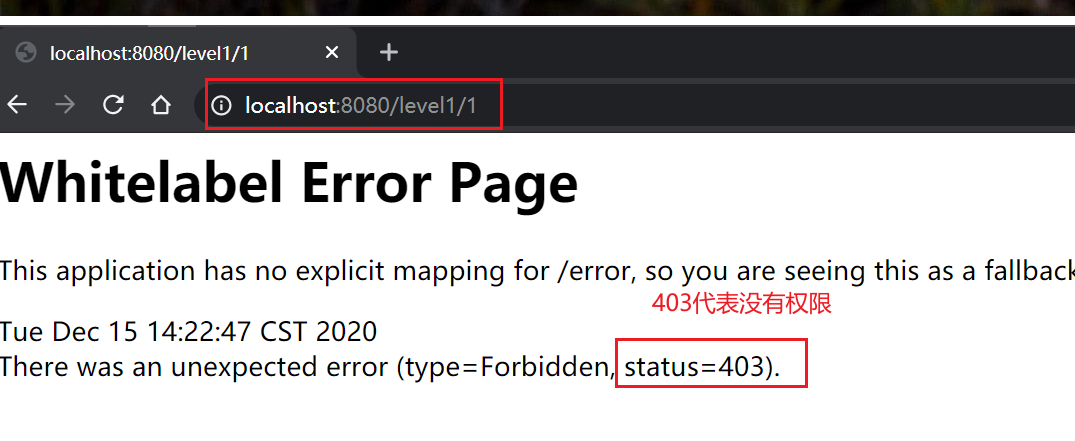 localhost:8080/level1/1
localhost:8080/level1/1
Whitelabel Error Page
This application has no explicit mapping for /error, so you are seeing this as a fallback
403代表没有权限
Tue Dec 15 14:22:47 CST 2020
There was an unexpected error (type=Forbidden, status=403).